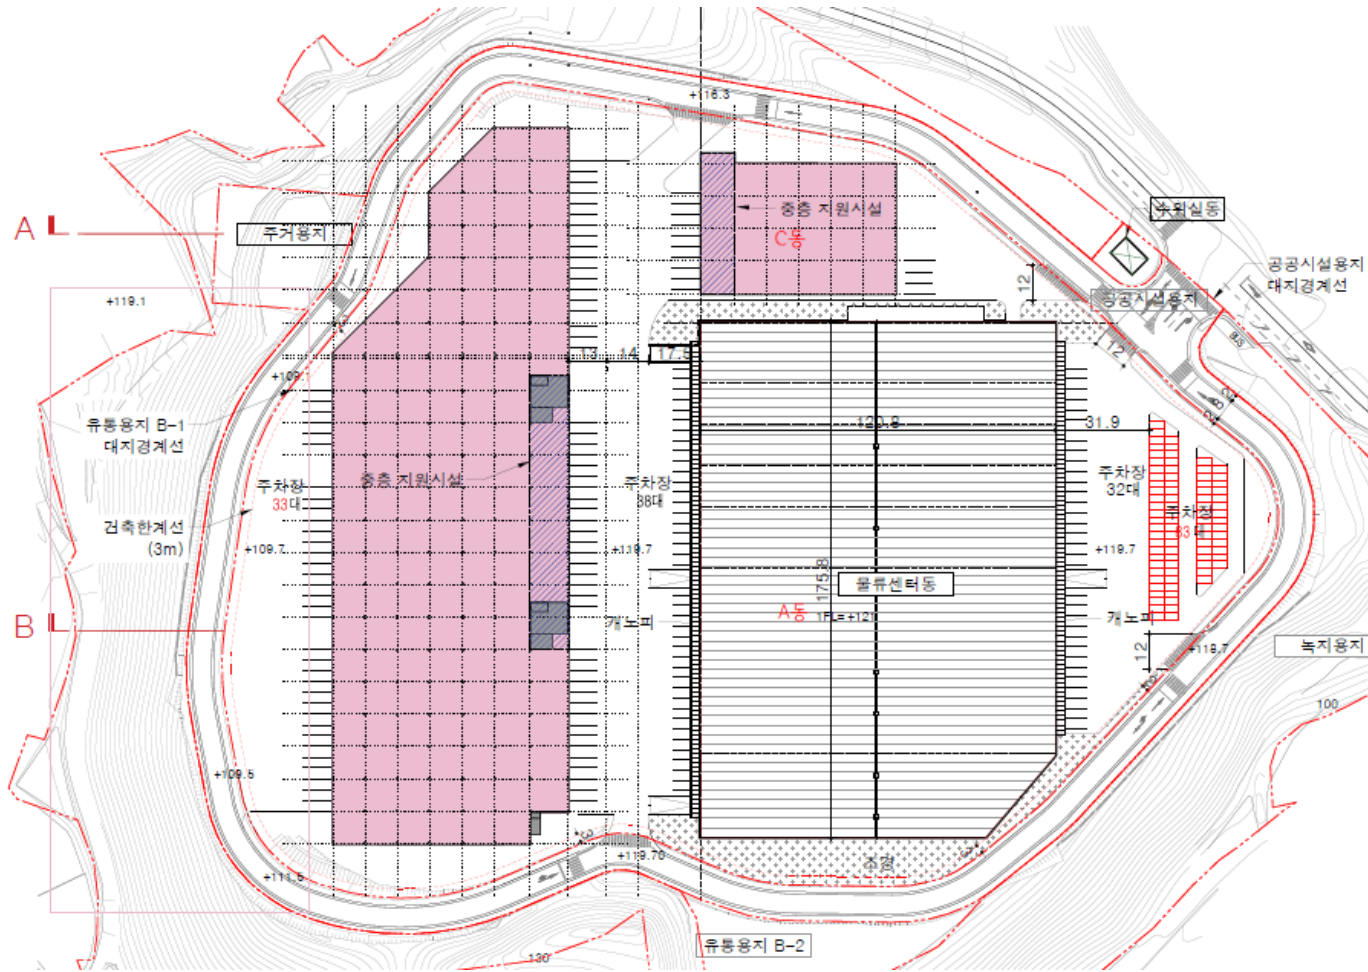 +116.3
A
주거용지
중층 지원시설
C동
수위실동
공공시설용지
대지경계선
12
공공시설용지
+119.1
12
13
14
17.5
+109.
유통용지 B-1
대지경계선
120.8
31.9
중층 지원시설
주차장
33대
주차장
38대
주차장
32대
주차장
33대
건축한계선
(3m)
+109.7
+119.7
+119.7
175.8
물류센터동
A동
1FL=+121
B
캐노피
캐노피
12
+118.7
녹지용지
100
+109.5
+111.5
3
+119.70
조경
유통용지 B-2
130